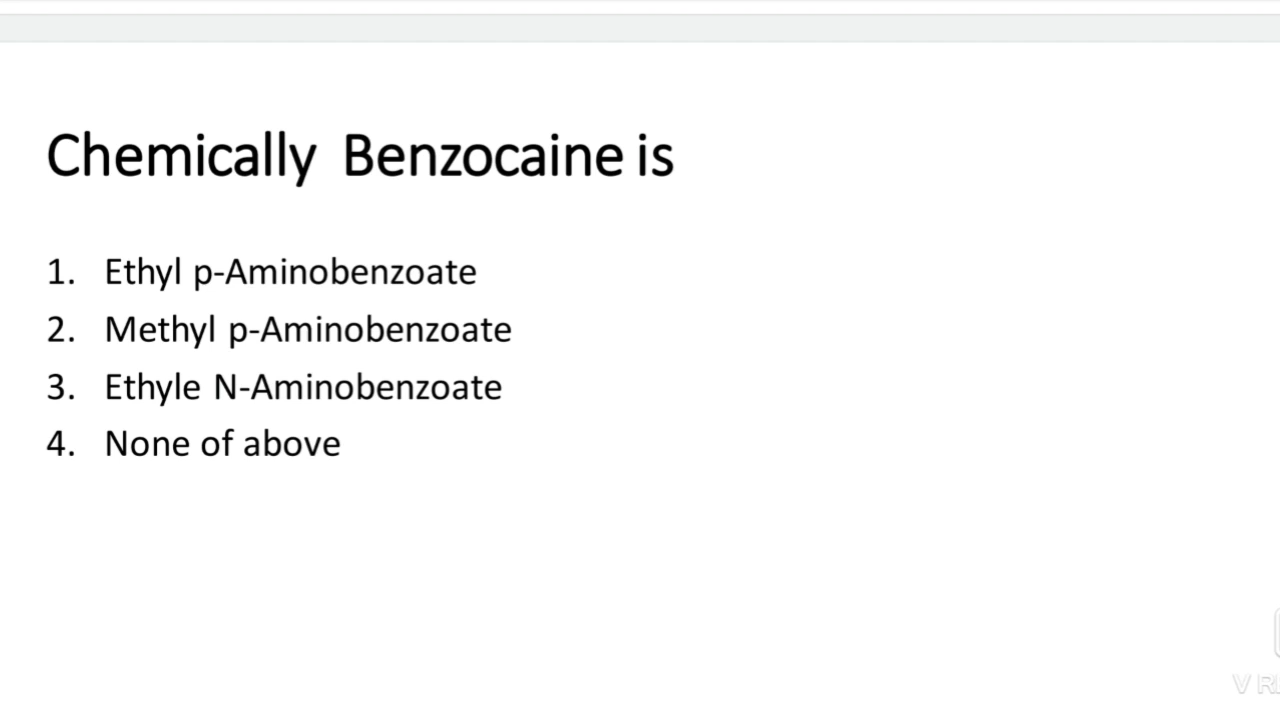 Chemically Benzocaine is
1. Ethyl p-Aminobenzoate
2. Methyl p-Aminobenzoate
3. Ethyle N-Aminobenzoate
4. None of above